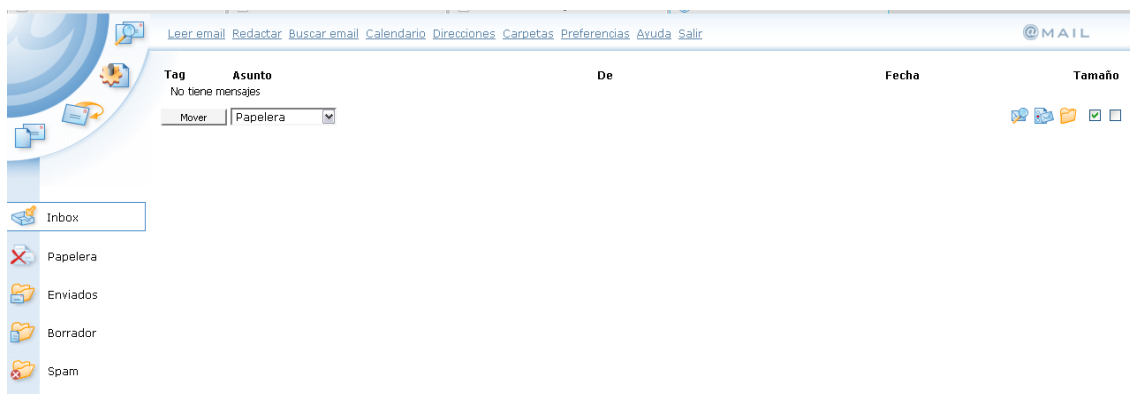 Leer email Redactar Buscar email Calendario Direcciones Carpetas Preferencias Ayuda Salir
@MAIL
Tag Asunto De Fecha Tamaño
No tiene mensajes
Mover Papelera
Inbox
Papelera
Enviados
Borrador
Spam